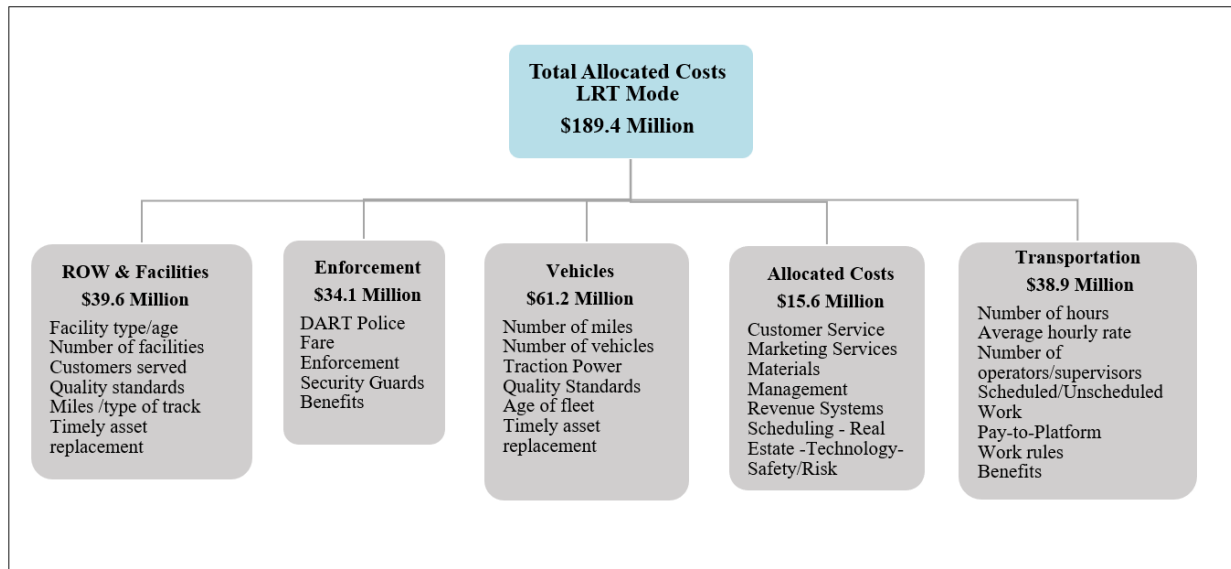 Total Allocated Costs
LRT Mode
$189.4 Million
ROW & Facilities
$39.6 Million
Facility type/age
Number of facilities
Customers served
Quality standards
Miles /type of track
Timely asset
replacement
Enforcement
$34.1 Million
DART Police
Fare
Enforcement
Security Guards
Benefits
Vehicles
$61.2 Million
Number of miles
Number of vehicles
Traction Power
Quality Standards
Age of fleet
Timely asset
replacement
Allocated Costs
$15.6 Million
Customer Service
Marketing Services
Materials
Management
Revenue Systems
Scheduling - Real
Estate -Technology-
Safety/Risk
Transportation
$38.9 Million
Number of hours
Average hourly rate
Number of
operators/supervisors
Scheduled/Unscheduled
Work
Pay-to-Platform
Work rules
Benefits